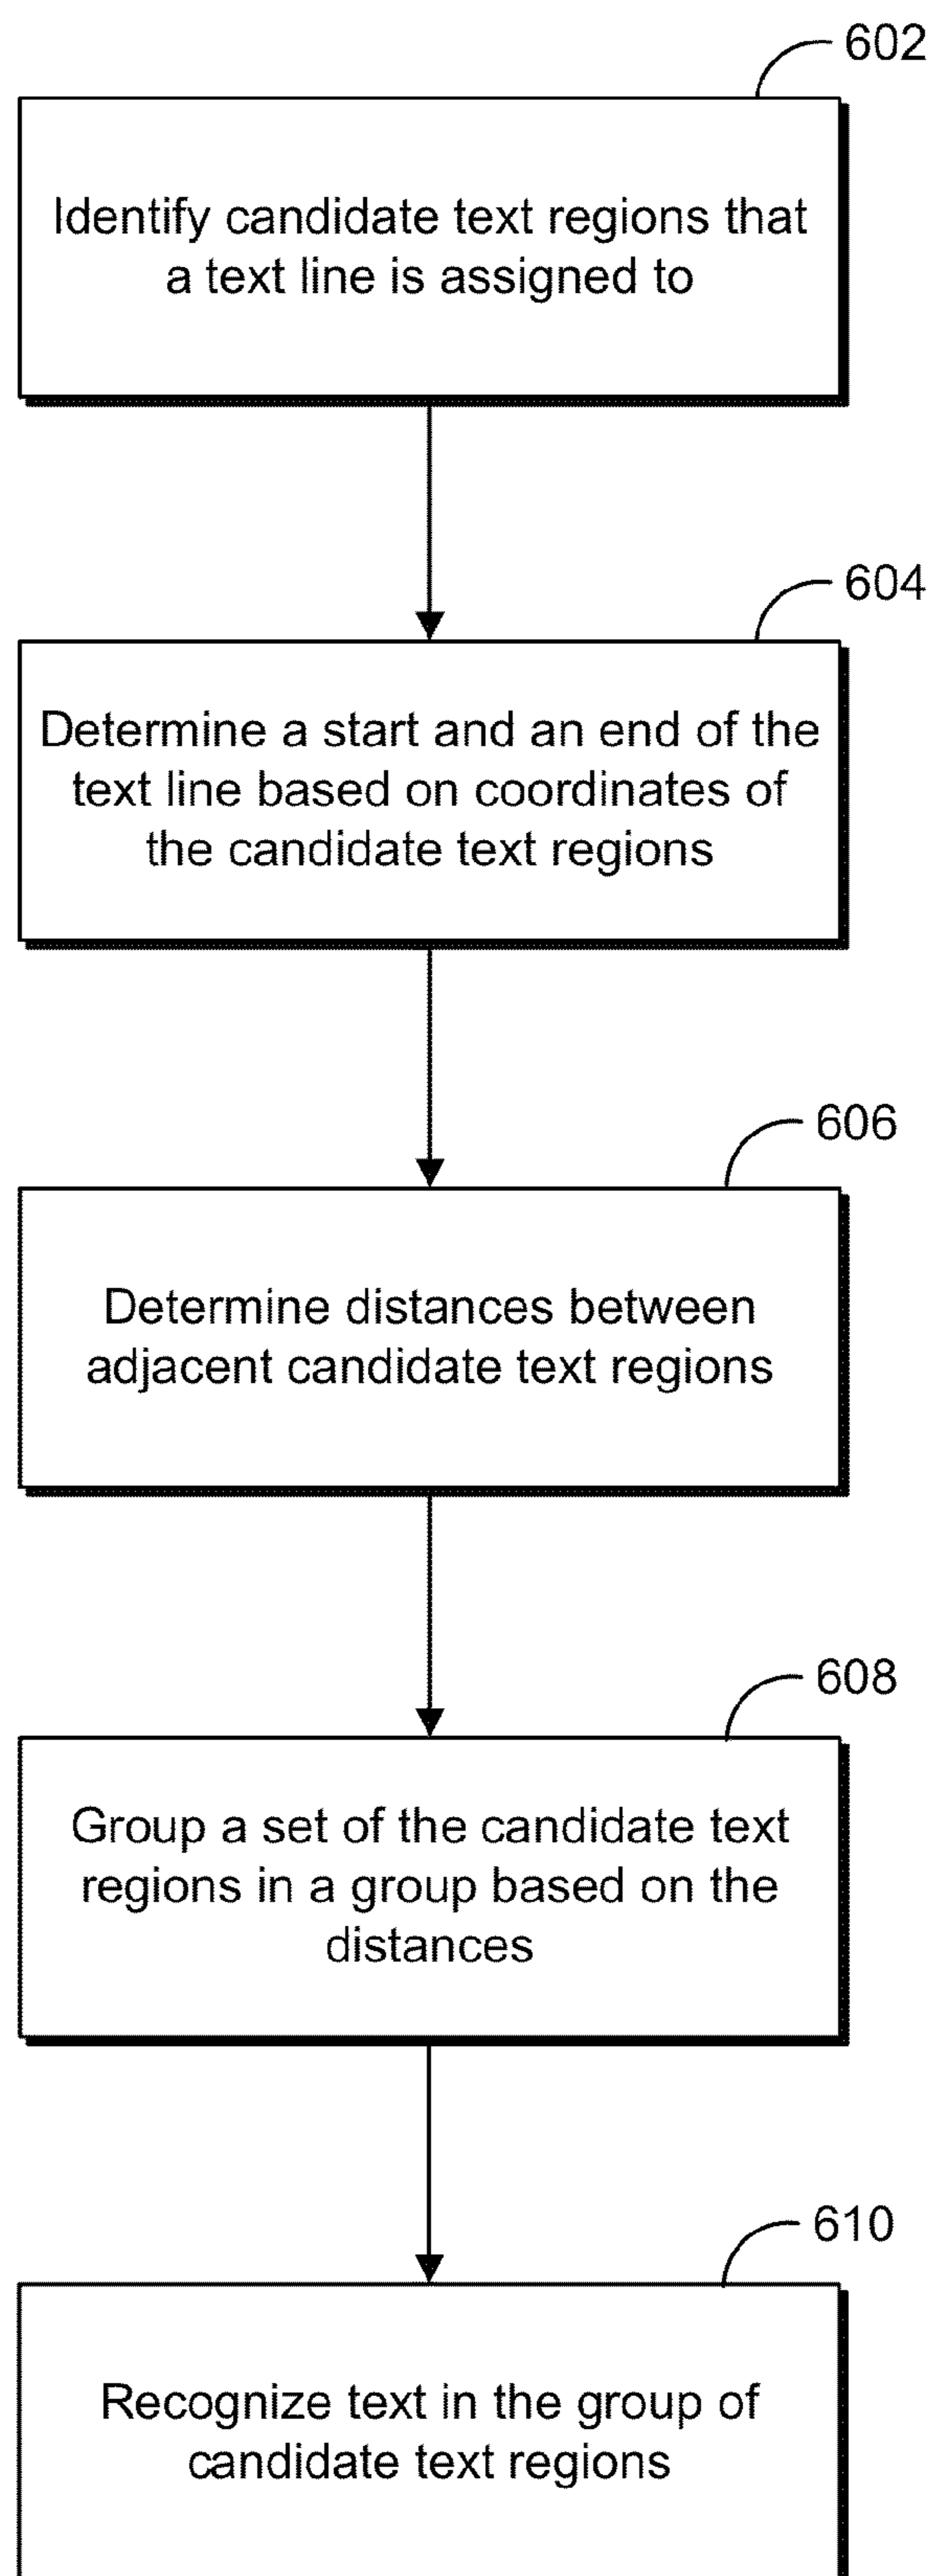 602
Identify candidate text regions that
a text line is assigned to
604
Determine a start and an end of the
text line based on coordinates of
the candidate text regions
606
Determine distances between
adjacent candidate text regions
608
Group a set of the candidate text
regions in a group based on the
distances
610
Recognize text in the group of
candidate text regions